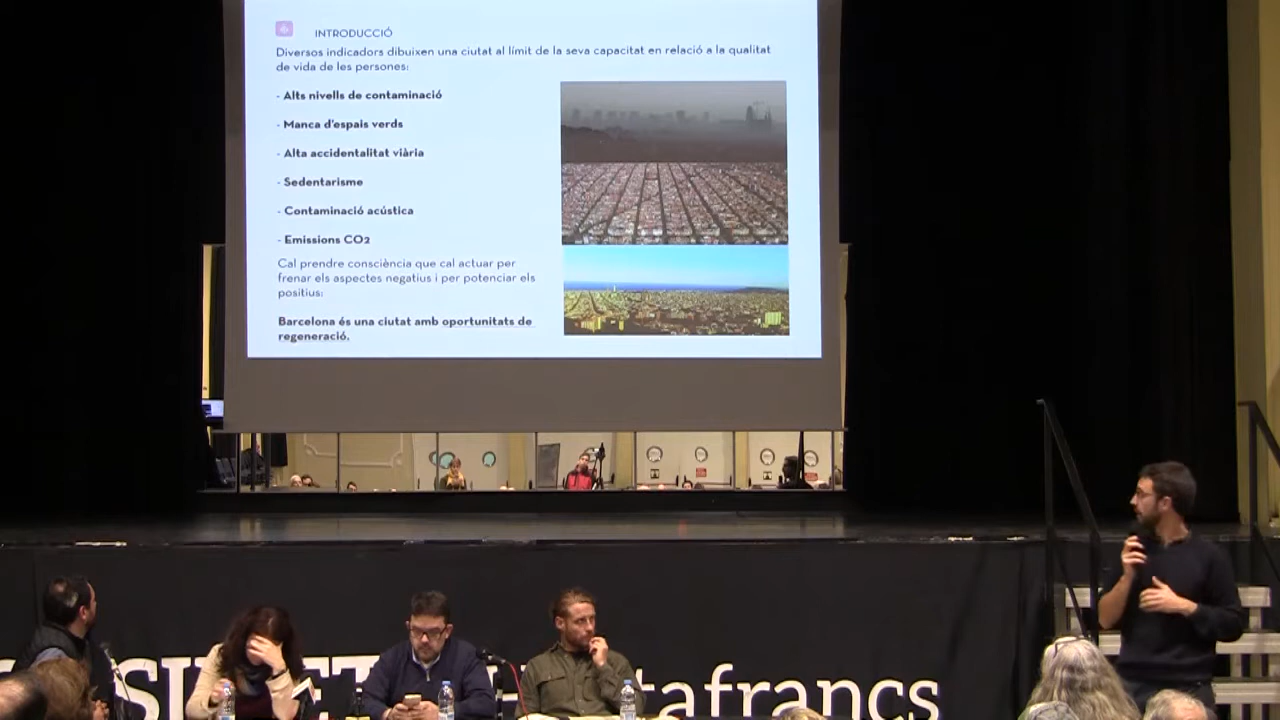 INTRODUCCIÓ
Diversos indicadors dibuixen una ciutat al límit de la seva capacitat en relació a la qualitat
de vida de les persones:
- Alts nivells de contaminació
- Manca d'espais verds
- Alta accidentalitat viària
- Sedentarisme
- Contaminació acústica
- Emissions CO2
Cal prendre consciència que cal actuar per
frenar els aspectes negatius i per potenciar els
positius:
Barcelona és una ciutat amb oportunitats de
regeneració.
tafrancs